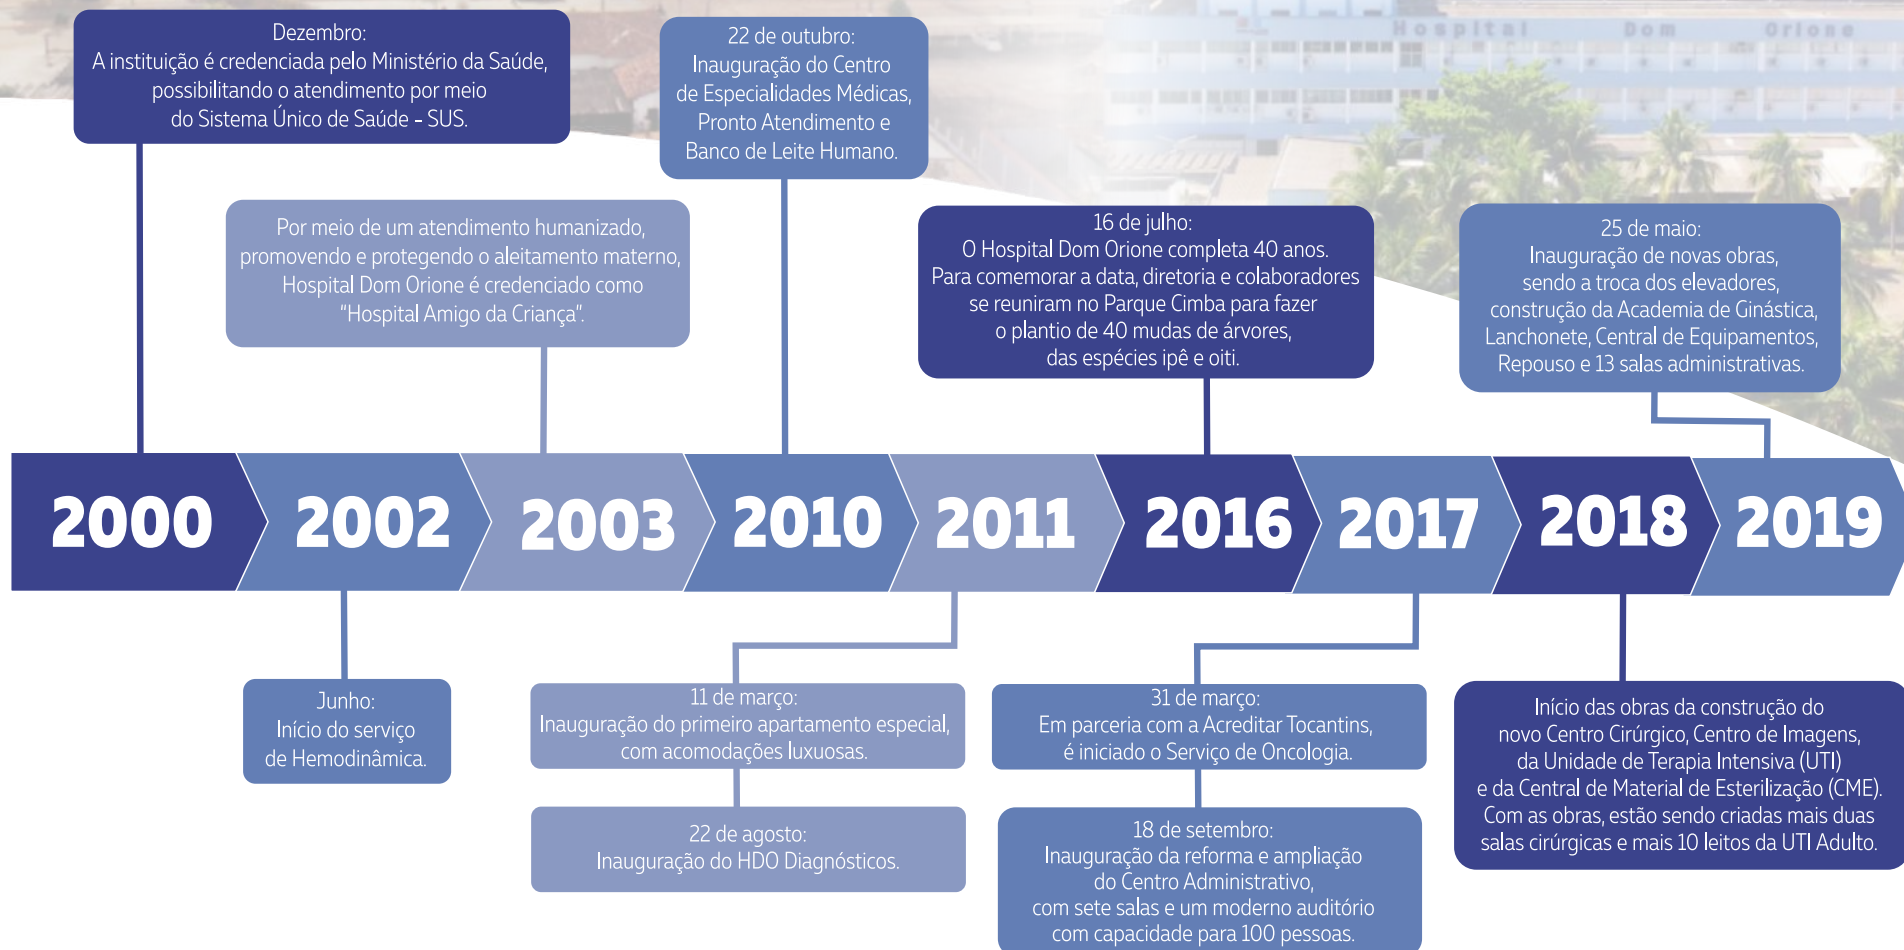 Hospital Dom Orione
Dezembro:
A instituição é credenciada pelo Ministério da Saúde,
possibilitando o atendimento por meio
do Sistema Único de Saúde - SUS.
22 de outubro:
Inauguração do Centro
de Especialidades Médicas,
Pronto Atendimento e
Banco de Leite Humano.
Por meio de um atendimento humanizado,
promovendo e protegendo o aleitamento materno,
Hospital Dom Orione é credenciado como
“Hospital Amigo da Criança”.
16 de julho:
O Hospital Dom Orione completa 40 anos.
Para comemorar a data, diretoria e colaboradores
se reuniram no Parque Cimba para fazer
o plantio de 40 mudas de árvores,
das espécies ipê e oiti.
25 de maio:
Inauguração de novas obras,
sendo a troca dos elevadores,
construção da Academia de Ginástica,
Lanchonete, Central de Equipamentos,
Repouso e 13 salas administrativas.
2000 2002 2003 2010 2011 2016 2017 2018 2019
Junho:
Início do serviço
de Hemodinâmica.
11 de março:
Inauguração do primeiro apartamento especial,
com acomodações luxuosas.
22 de agosto:
Inauguração do HDO Diagnósticos.
31 de março:
Em parceria com a Acreditar Tocantins,
é iniciado o Serviço de Oncologia.
18 de setembro:
Inauguração da reforma e ampliação
do Centro Administrativo,
com sete salas e um moderno auditório
com capacidade para 100 pessoas.
Início das obras da construção do
novo Centro Cirúrgico, Centro de Imagens,
da Unidade de Terapia Intensiva (UTI)
e da Central de Material de Esterilização (CME).
Com as obras, estão sendo criadas mais duas
salas cirúrgicas e mais 10 leitos da UTI Adulto.